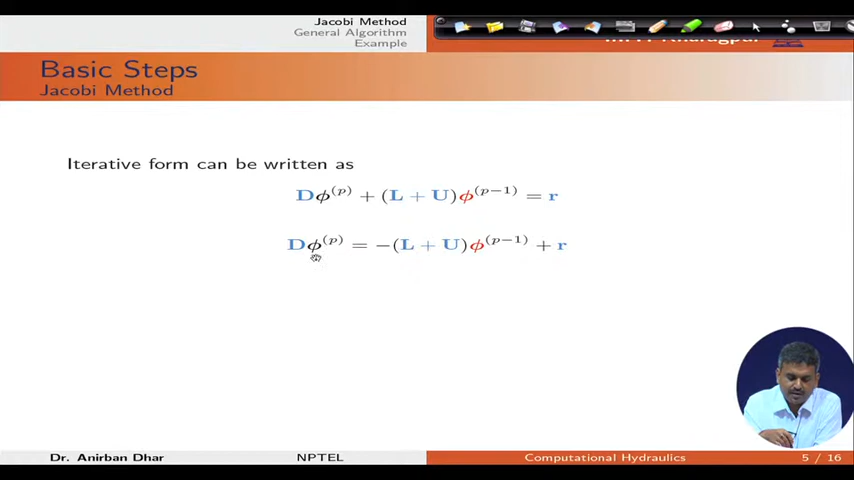 Jacobi Method
General Algorithm
Example
Basic Steps
Jacobi Method
Iterative form can be written as
Dϕ^(p) + (L + U)ϕ^(p−1) = r
Dϕ^(p) = −(L + U)ϕ^(p−1) + r
Dr. Anirban Dhar NPTEL Computational Hydraulics 5 / 16